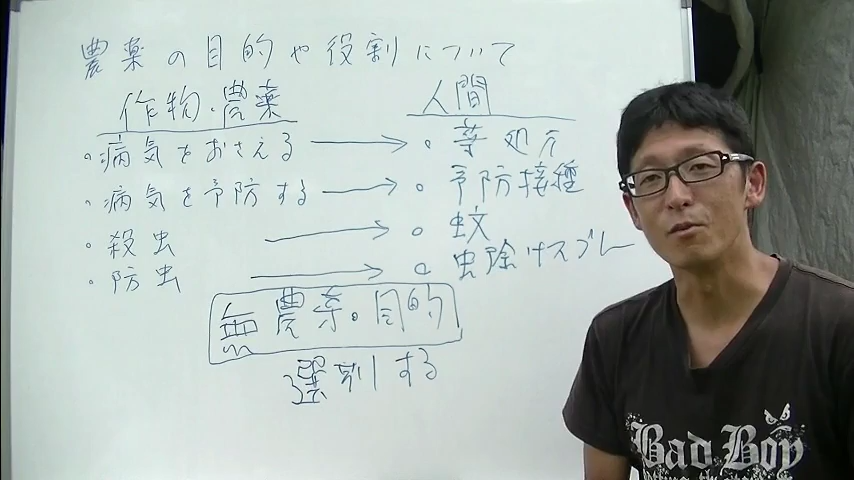 農薬の目的や役割について
作物・農薬 人間
・病気をおさえる → ・薬処方
・病気を予防する → ・予防接種
・殺虫 → ・蚊
・防虫 → ・虫除けスプレー
無農薬・目的
選別する
Bad Boy